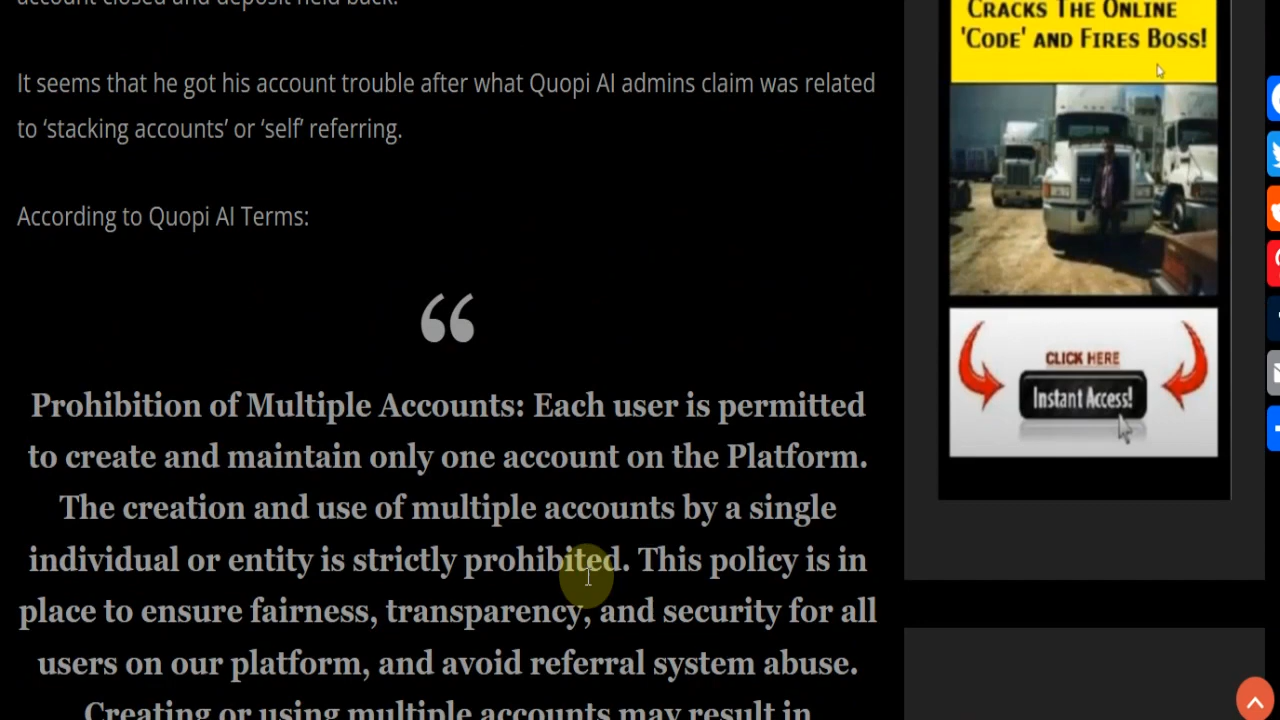 account closed and deposit held back.
It seems that he got his account trouble after what Quopi AI admins claim was related
to ‘stacking accounts’ or ‘self’ referring.
According to Quopi AI Terms:
“
Prohibition of Multiple Accounts: Each user is permitted
to create and maintain only one account on the Platform.
The creation and use of multiple accounts by a single
individual or entity is strictly prohibited. This policy is in
place to ensure fairness, transparency, and security for all
users on our platform, and avoid referral system abuse.
Creating or using multiple accounts may result in
Cracks The Online
'Code' and Fires Boss!
CLICK HERE
Instant Access!